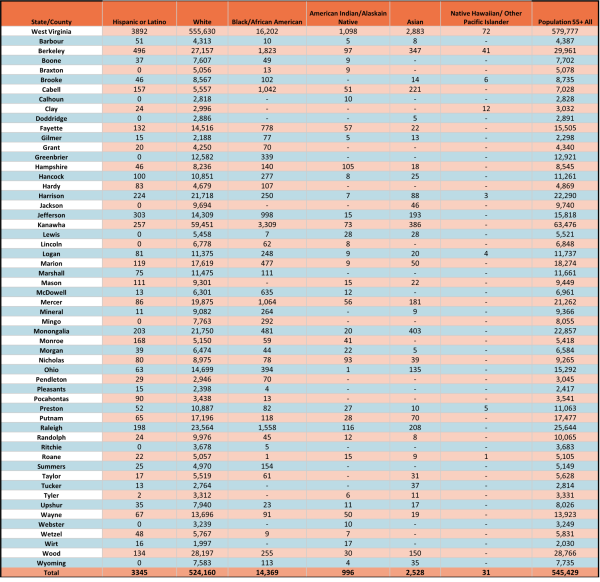 State/County Hispanic or Latino White Black/African American American Indian/Alaskain Native Asian Native Hawaiian/ Other Pacific Islander Population 55+ All
West Virginia 3892 555,630 16,202 1,098 2,883 72 579,777
Barbour 51 4,313 10 5 8 - 4,387
Berkeley 496 27,157 1,823 97 347 41 29,961
Boone 37 7,607 49 9 - - 7,702
Braxton 0 5,056 13 9 - - 5,078
Brooke 46 8,567 102 - 14 6 8,735
Cabell 157 5,557 1,042 51 221 - 7,028
Calhoun 0 2,818 - 10 - - 2,828
Clay 24 2,996 - - - 12 3,032
Doddridge 0 2,886 - - 5 - 2,891
Fayette 132 14,516 778 57 22 - 15,505
Gilmer 15 2,188 77 5 13 - 2,298
Grant 20 4,250 70 - - - 4,340
Greenbrier 0 12,582 339 - - - 12,921
Hampshire 46 8,236 140 105 18 - 8,545
Hancock 100 10,851 277 8 25 - 11,261
Hardy 83 4,679 107 - - - 4,869
Harrison 224 21,718 250 7 88 3 22,290
Jackson 0 9,694 - - 46 - 9,740
Jefferson 303 14,309 998 15 193 - 15,818
Kanawha 257 59,451 3,309 73 386 - 63,476
Lewis 0 5,458 7 28 28 - 5,521
Lincoln 0 6,778 62 8 - - 6,848
Logan 81 11,375 248 9 20 4 11,737
Marion 119 17,619 477 9 50 - 18,274
Marshall 75 11,475 111 - - - 11,661
Mason 111 9,301 - 15 22 - 9,449
McDowell 13 6,301 635 12 - - 6,961
Mercer 86 19,875 1,064 56 181 - 21,262
Mineral 11 9,082 264 - 9 - 9,366
Mingo 0 7,763 292 - - - 8,055
Monongalia 203 21,750 481 20 403 - 22,857
Monroe 168 5,150 59 41 - - 5,418
Morgan 39 6,474 44 22 5 - 6,584
Nicholas 80 8,975 78 93 39 - 9,265
Ohio 63 14,699 394 1 135 - 15,292
Pendleton 29 2,946 70 - - - 3,045
Pleasants 15 2,398 4 - - - 2,417
Pocahontas 90 3,438 13 - - - 3,541
Preston 52 10,887 82 27 10 5 11,063
Putnam 65 17,196 118 28 70 - 17,477
Raleigh 198 23,564 1,558 116 208 - 25,644
Randolph 24 9,976 45 12 8 - 10,065
Ritchie 0 3,678 5 - - - 3,683
Roane 22 5,057 1 15 9 1 5,105
Summers 25 4,970 154 - - - 5,149
Taylor 17 5,519 61 - 31 - 5,628
Tucker 13 2,764 - - 37 - 2,814
Tyler 2 3,312 - 6 11 - 3,331
Upshur 35 7,940 23 11 17 - 8,026
Wayne 67 13,696 91 50 19 - 13,923
Webster 0 3,239 - 10 - - 3,249
Wetzel 48 5,767 9 7 - - 5,831
Wirt 16 1,997 - 17 - - 2,030
Wood 134 28,197 255 30 150 - 28,766
Wyoming 0 7,583 113 4 35 - 7,735
Total 3345 524,160 14,369 996 2,528 31 545,429